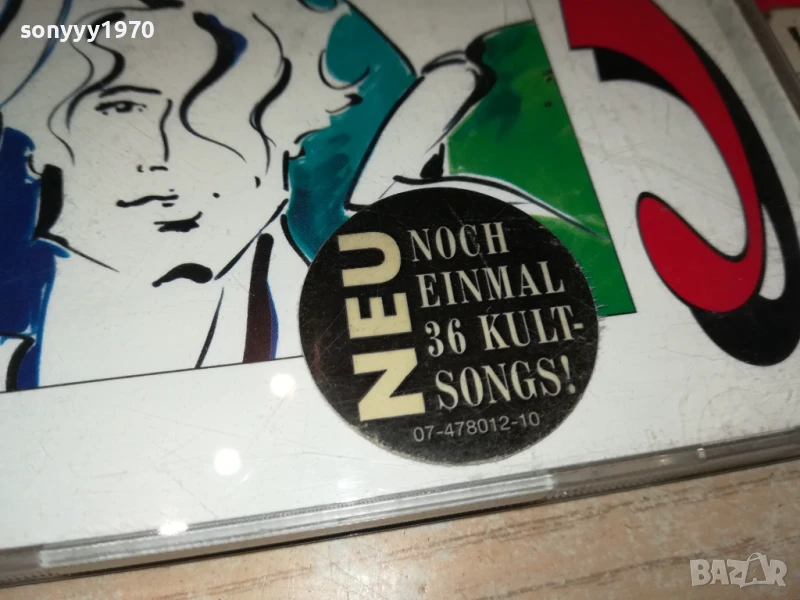 sonyyy1970
NEU
NOCH
EINMAL
36 KULT-
SONGS!
07-478012-10
BAZAR